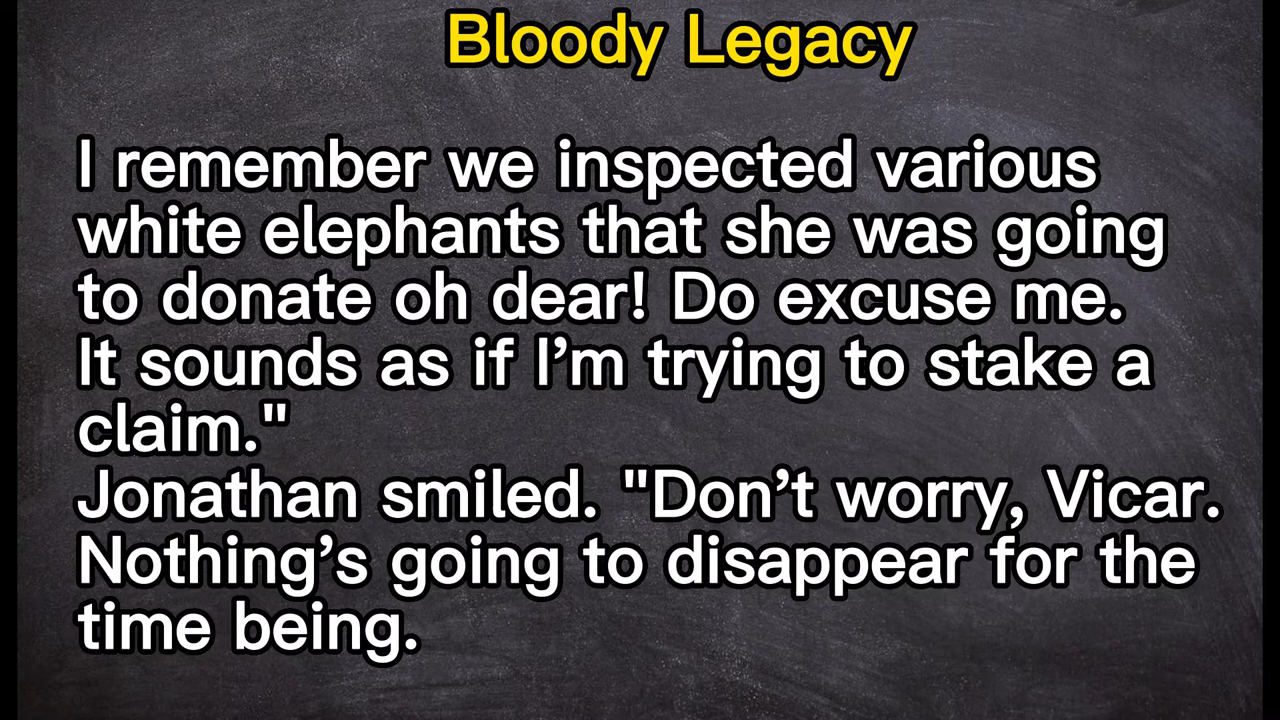 Bloody Legacy
I remember we inspected various
white elephants that she was going
to donate oh dear! Do excuse me.
It sounds as if I’m trying to stake a
claim."
Jonathan smiled. "Don’t worry, Vicar.
Nothing’s going to disappear for the
time being.